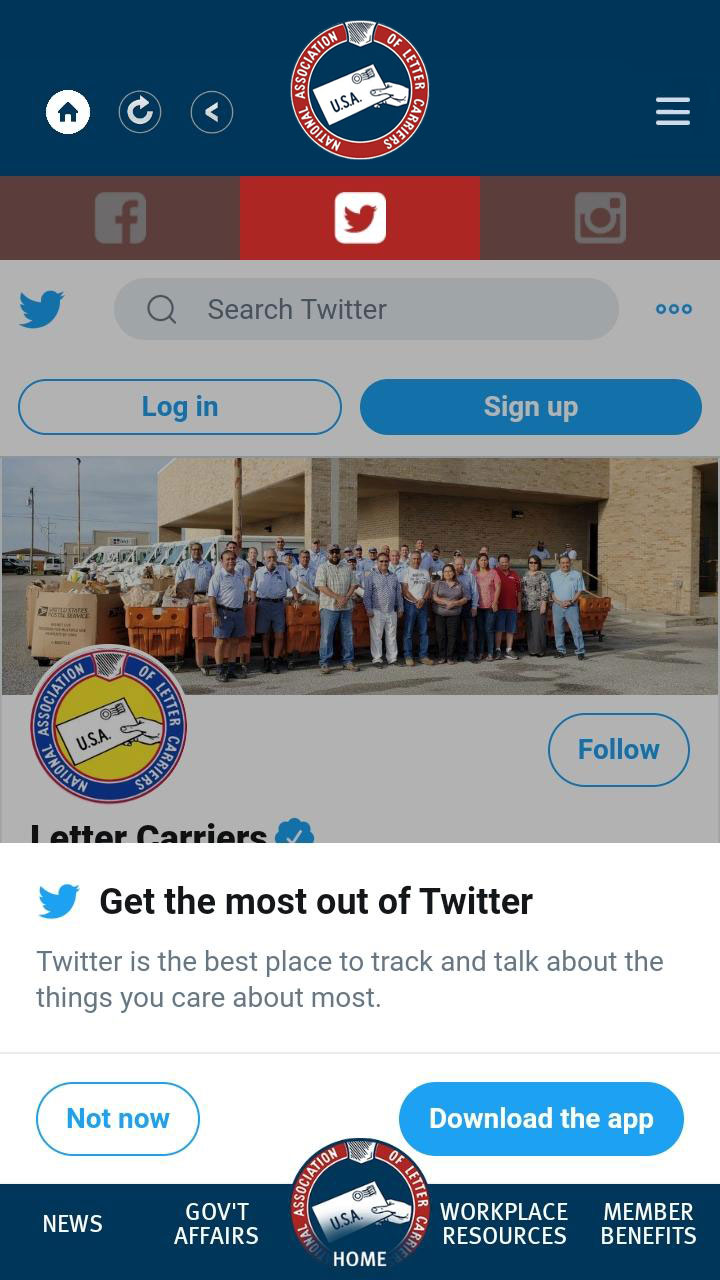 NATIONAL ASSOCIATION OF LETTER CARRIERS
U.S.A.
Search Twitter
Log in
Sign up
UNITED STATES
POSTAL SERVICE
NATIONAL ASSOCIATION OF LETTER CARRIERS
U.S.A.
Follow
Letter Carriers
Get the most out of Twitter
Twitter is the best place to track and talk about the
things you care about most.
Not now
Download the app
NEWS
GOV'T
AFFAIRS
ASSOCIATION OF LETTER
U.S.A.
HOME
WORKPLACE
RESOURCES
MEMBER
BENEFITS